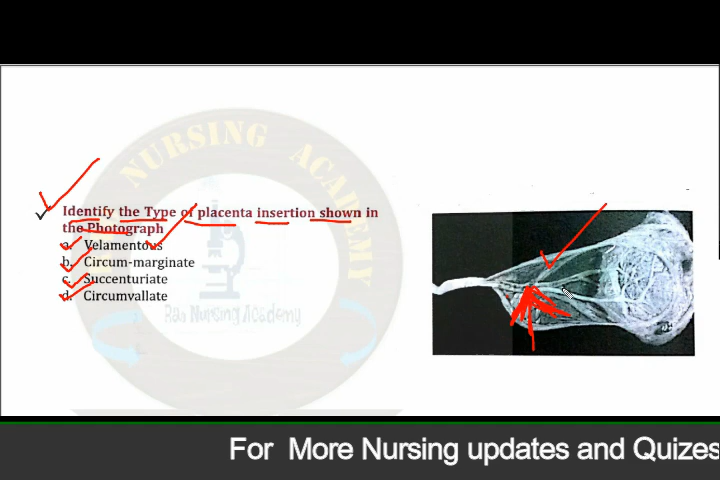 NURSING ACADEMY
Identify the Type of placenta insertion shown in
the Photograph
a. Velamentous
b. Circum-marginate
c. Succenturiate
d. Circumvallate
Ras Nursing Academy
For More Nursing updates and Quizes